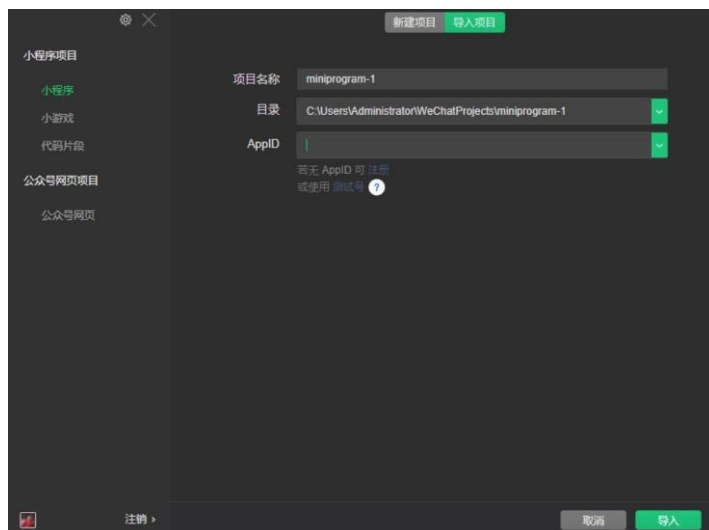 新建项目 导入项目
小程序项目
小程序
小游戏
代码片段
公众号网页项目
公众号网页
注销 ›
项目名称 miniprogram-1
目录 C:\Users\Administrator\WeChatProjects\miniprogram-1
AppID
若无 AppID 可 注册
或使用 测试号 ?
取消 导入